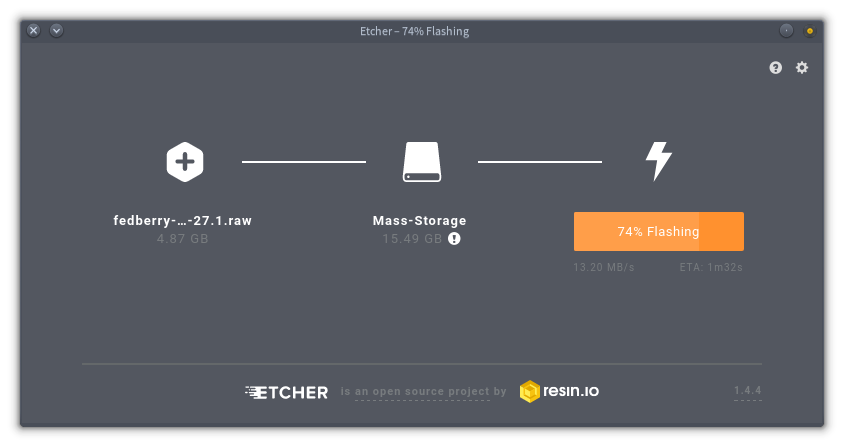 Etcher – 74% Flashing
fedberry-...-27.1.raw
4.87 GB
Mass-Storage
15.49 GB
74% Flashing
13.20 MB/s
ETA: 1m32s
ETCHER is an open source project by resin.io
1.4.4